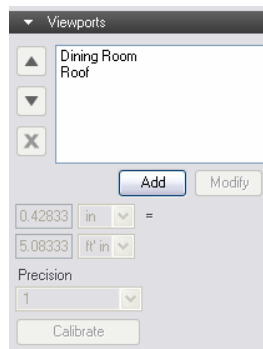 Viewports
Dining Room
Roof
Add Modify
0.42833 in =
5.08333 ft' in
Precision
1
Calibrate